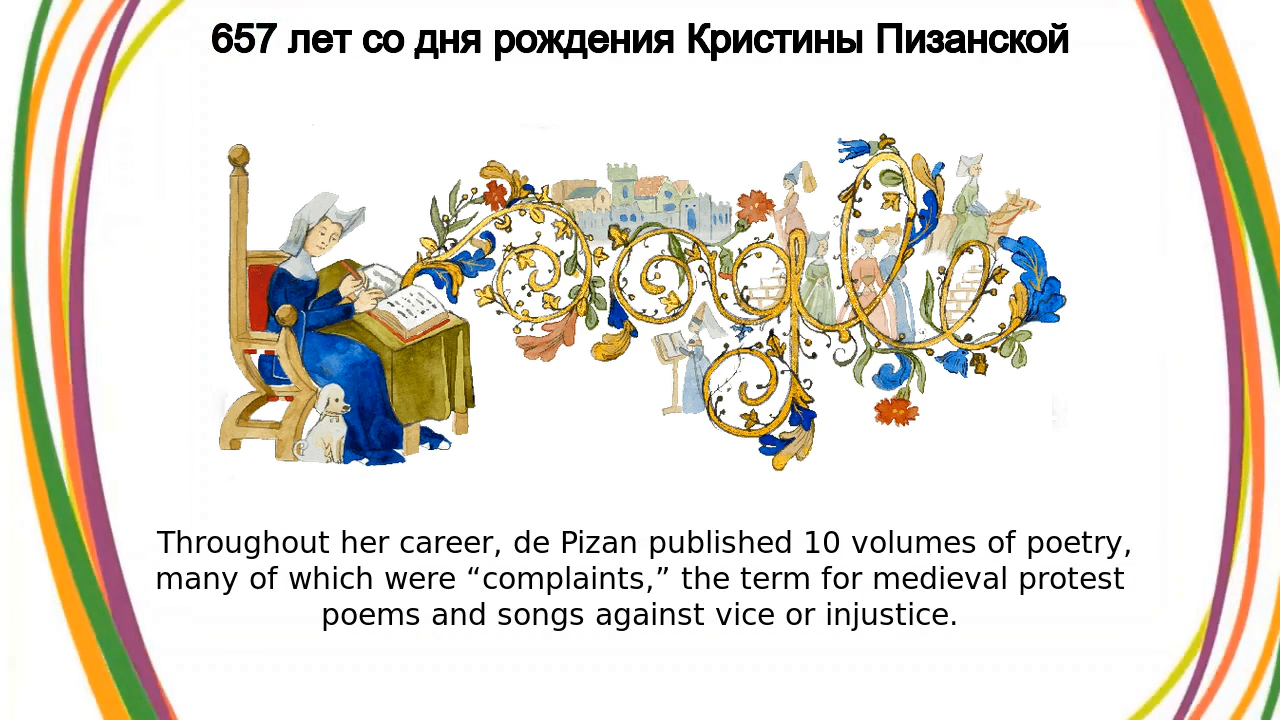 657 лет со дня рождения Кристины Пизанской
Google
Throughout her career, de Pizan published 10 volumes of poetry,
many of which were “complaints,” the term for medieval protest
poems and songs against vice or injustice.